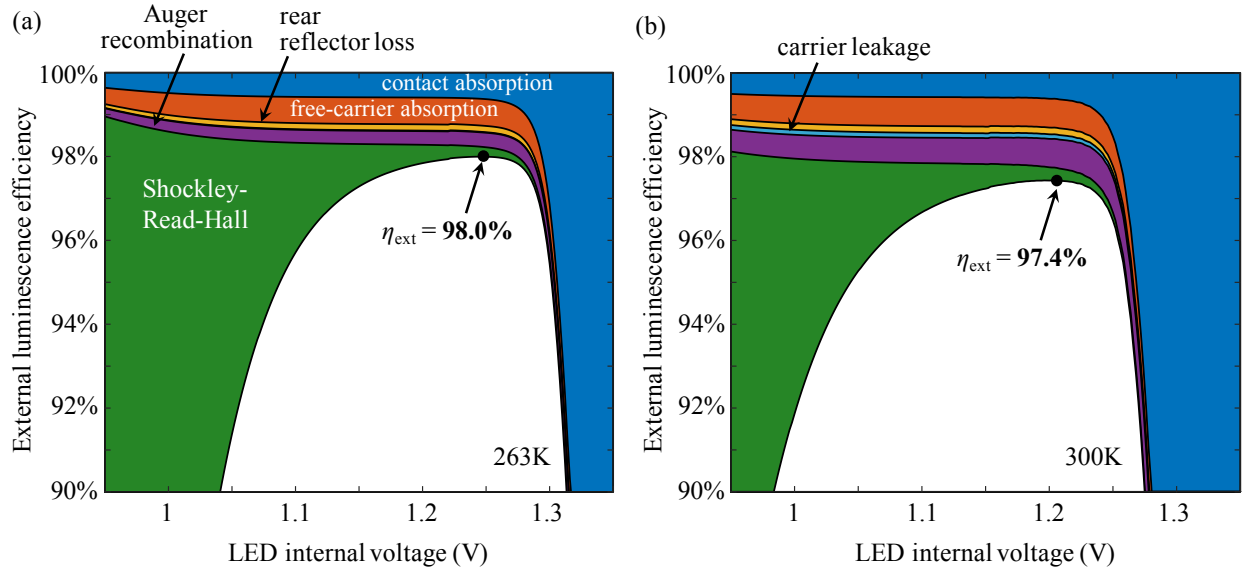 (a)
Auger
recombination
rear
reflector loss
100%
98%
96%
94%
92%
90%
External luminescence efficiency
contact absorption
free-carrier absorption
Shockley-
Read-Hall
ηext = 98.0%
263K
1
1.1
1.2
1.3
LED internal voltage (V)
(b)
carrier leakage
100%
98%
96%
94%
92%
90%
External luminescence efficiency
ηext = 97.4%
300K
1
1.1
1.2
1.3
LED internal voltage (V)